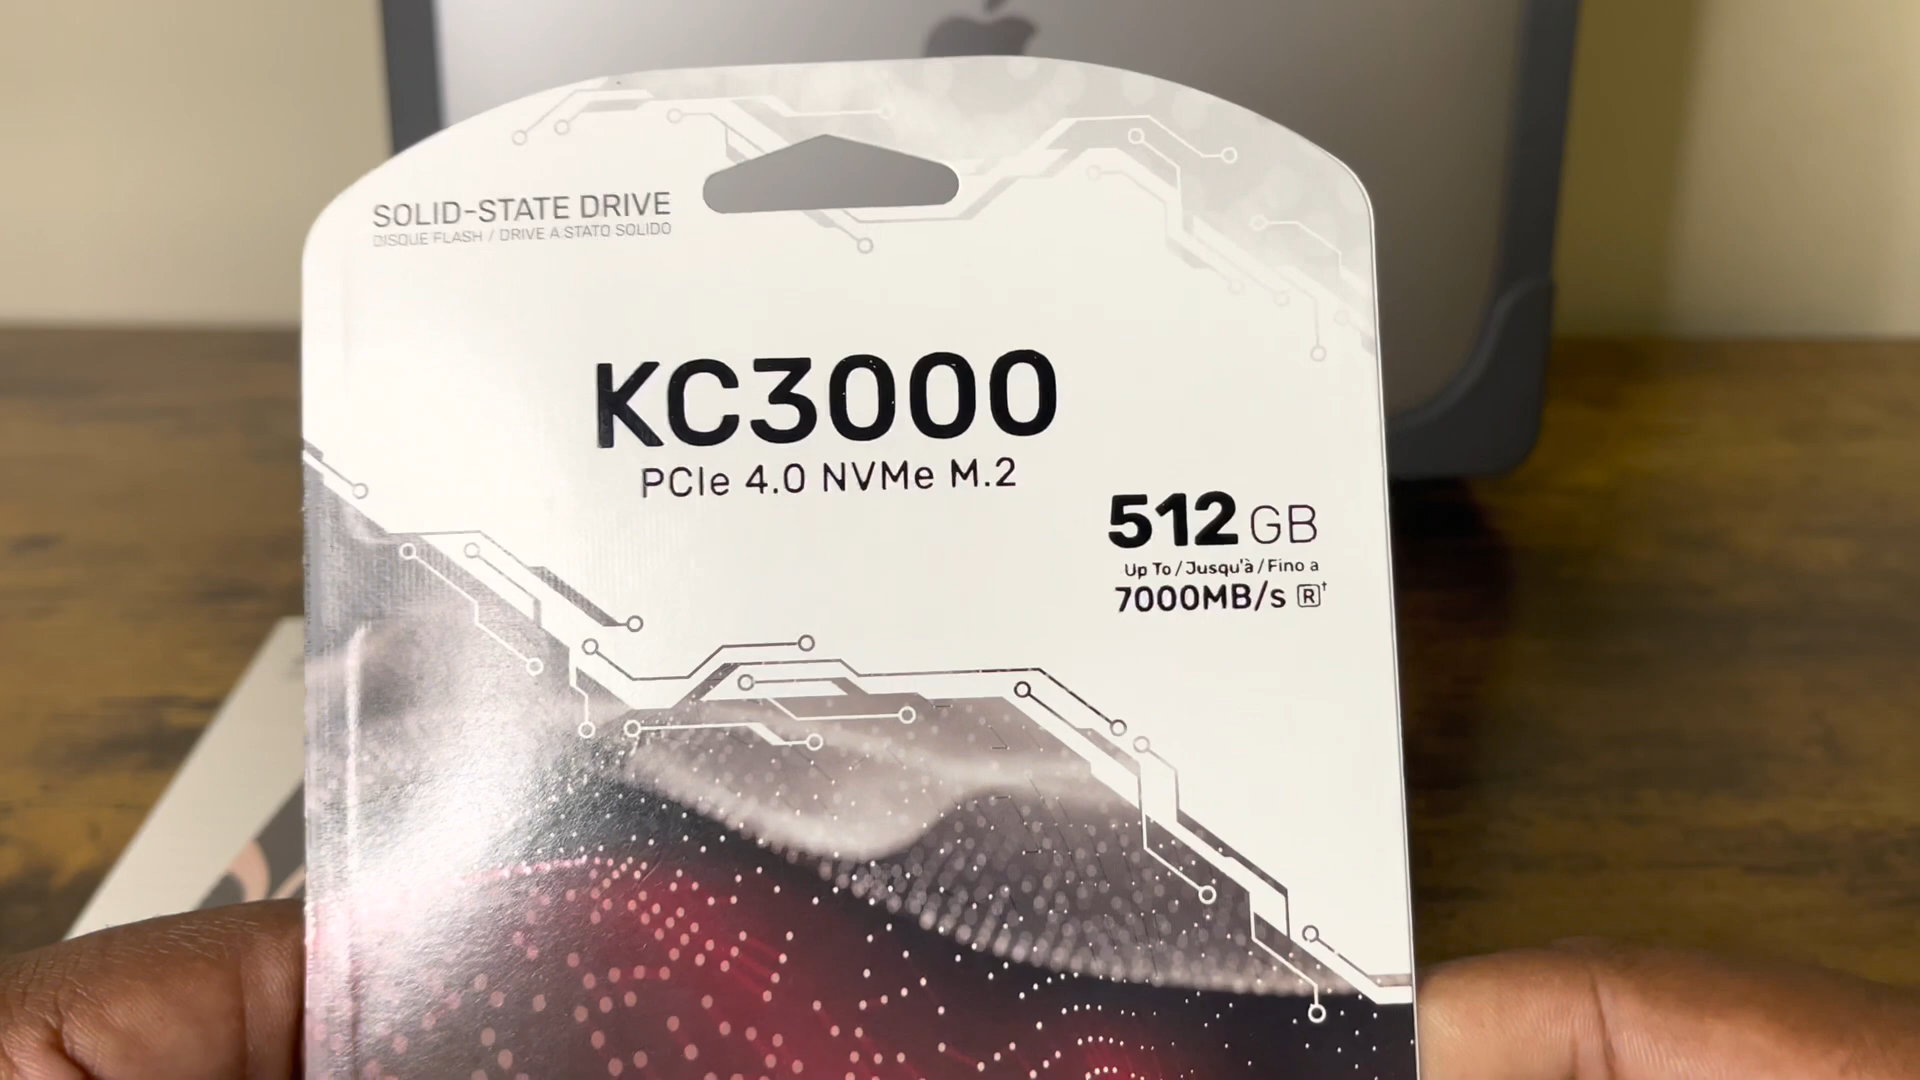 SOLID-STATE DRIVE
DISQUE FLASH / DRIVE A STATO SOLIDO
KC3000
PCIe 4.0 NVMe M.2
512 GB
Up To / Jusqu'à / Fino a
7000MB/s R†